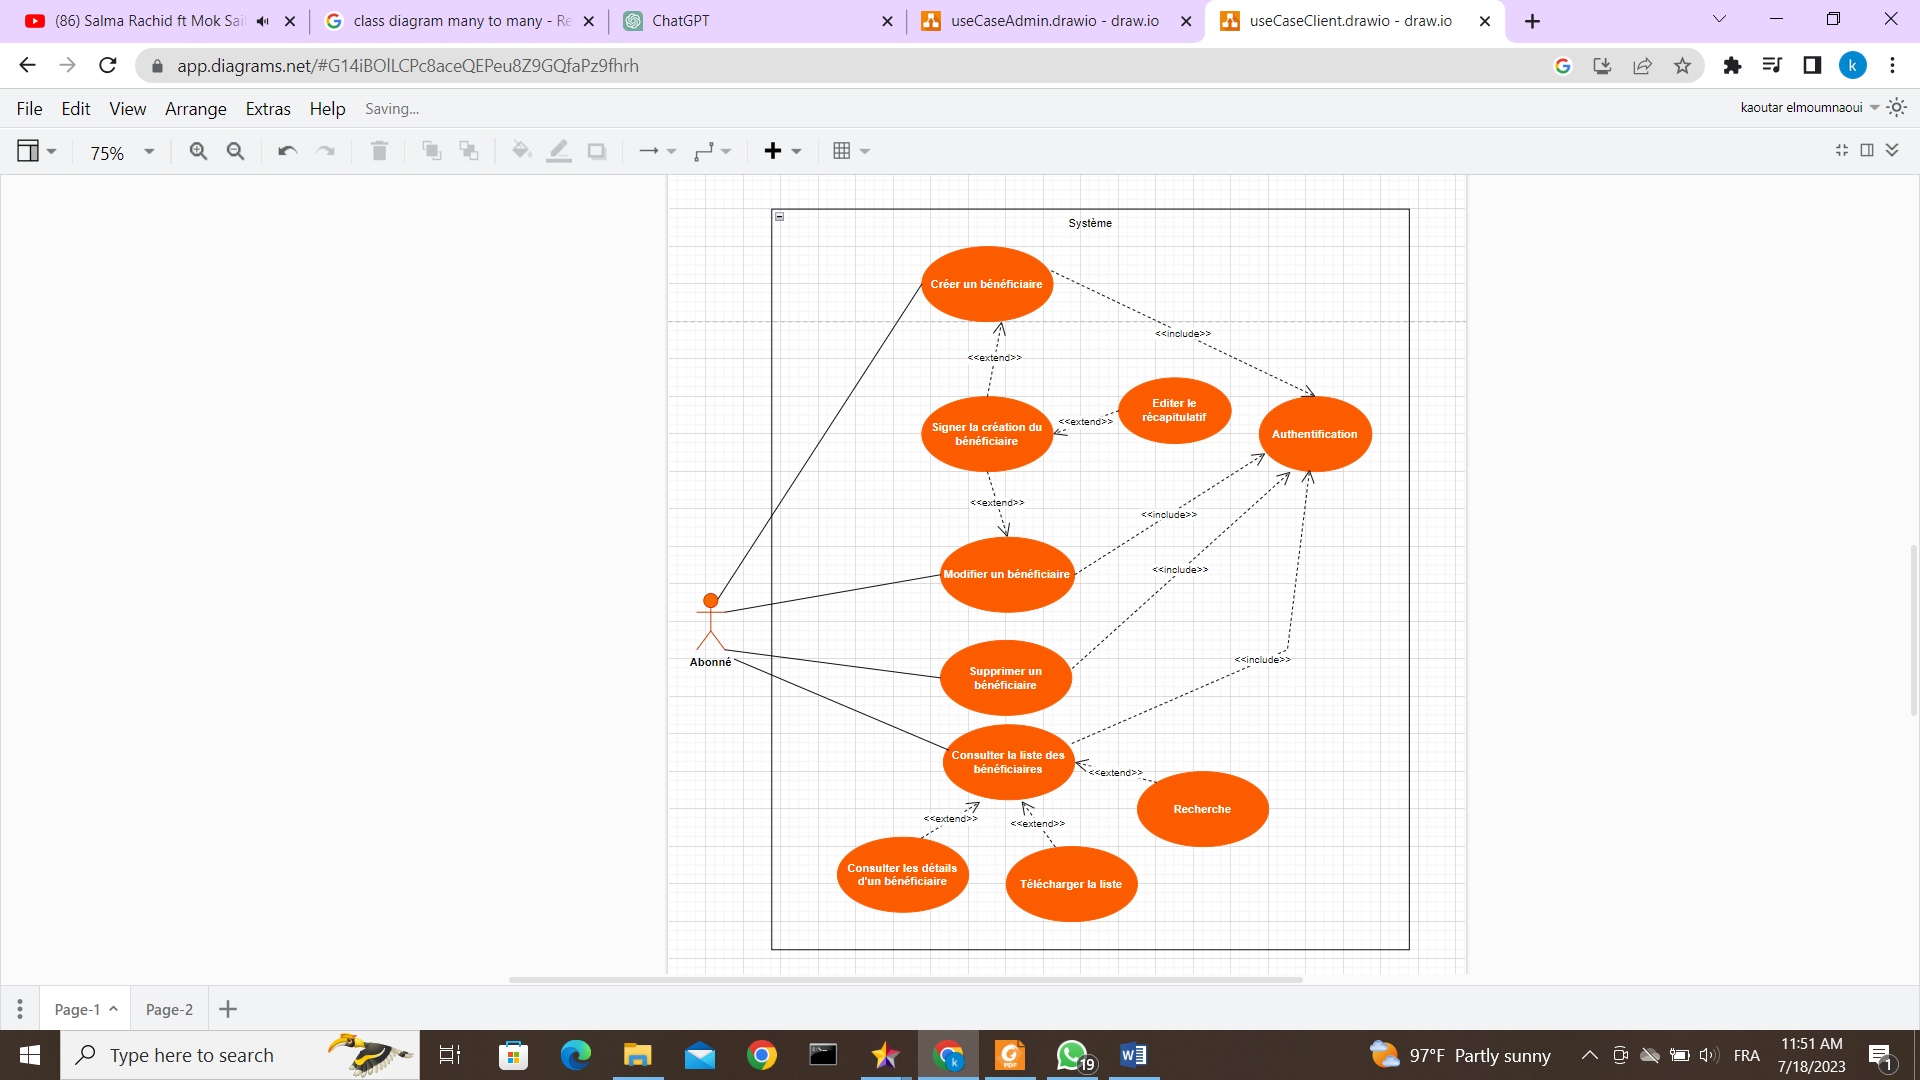 (86) Salma Rachid ft Mok Sai
class diagram many to many - Re
ChatGPT
useCaseAdmin.drawio - draw.io
useCaseClient.drawio - draw.io
app.diagrams.net/#G14iBOlLCPc8aceQEPeu8Z9GQfaPz9fhrh
k
File Edit View Arrange Extras Help Saving...
kaoutar elmoumnaoui
75%
Système
Créer un bénéficiaire
<<include>>
<<extend>>
Editer le
récapitulatif
<<extend>>
Signer la création du
bénéficiaire
Authentification
<<extend>>
<<include>>
<<include>>
Modifier un bénéficiaire
Abonné
<<include>>
Supprimer un
bénéficiaire
Consulter la liste des
bénéficiaires
<<extend>>
Recherche
<<extend>>
<<extend>>
Consulter les détails
d'un bénéficiaire
Télécharger la liste
Page-1
Page-2
Type here to search
k
PDF
19
W
97°F Partly sunny
FRA
11:51 AM
7/18/2023
1